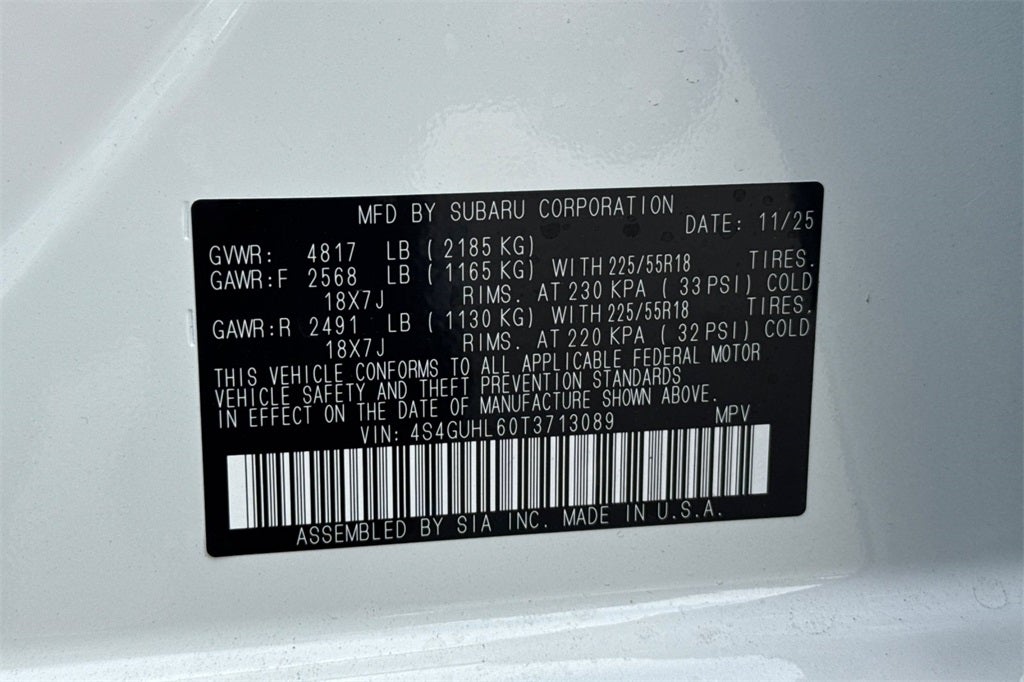 MFD BY SUBARU CORPORATION DATE: 11/25
GVWR: 4817 LB (2185 KG)
GAWR:F 2568 LB (1165 KG) WITH 225/55R18 TIRES.
18X7J RIMS. AT 230 KPA (33 PSI) COLD
GAWR:R 2491 LB (1130 KG) WITH 225/55R18 TIRES.
18X7J RIMS. AT 220 KPA (32 PSI) COLD
THIS VEHICLE CONFORMS TO ALL APPLICABLE FEDERAL MOTOR
VEHICLE SAFETY AND THEFT PREVENTION STANDARDS
IN EFFECT ON THE DATE OF MANUFACTURE SHOWN ABOVE.
VIN: 4S4GUHL60T3713089 MPV
ASSEMBLED BY SIA INC. MADE IN U.S.A.